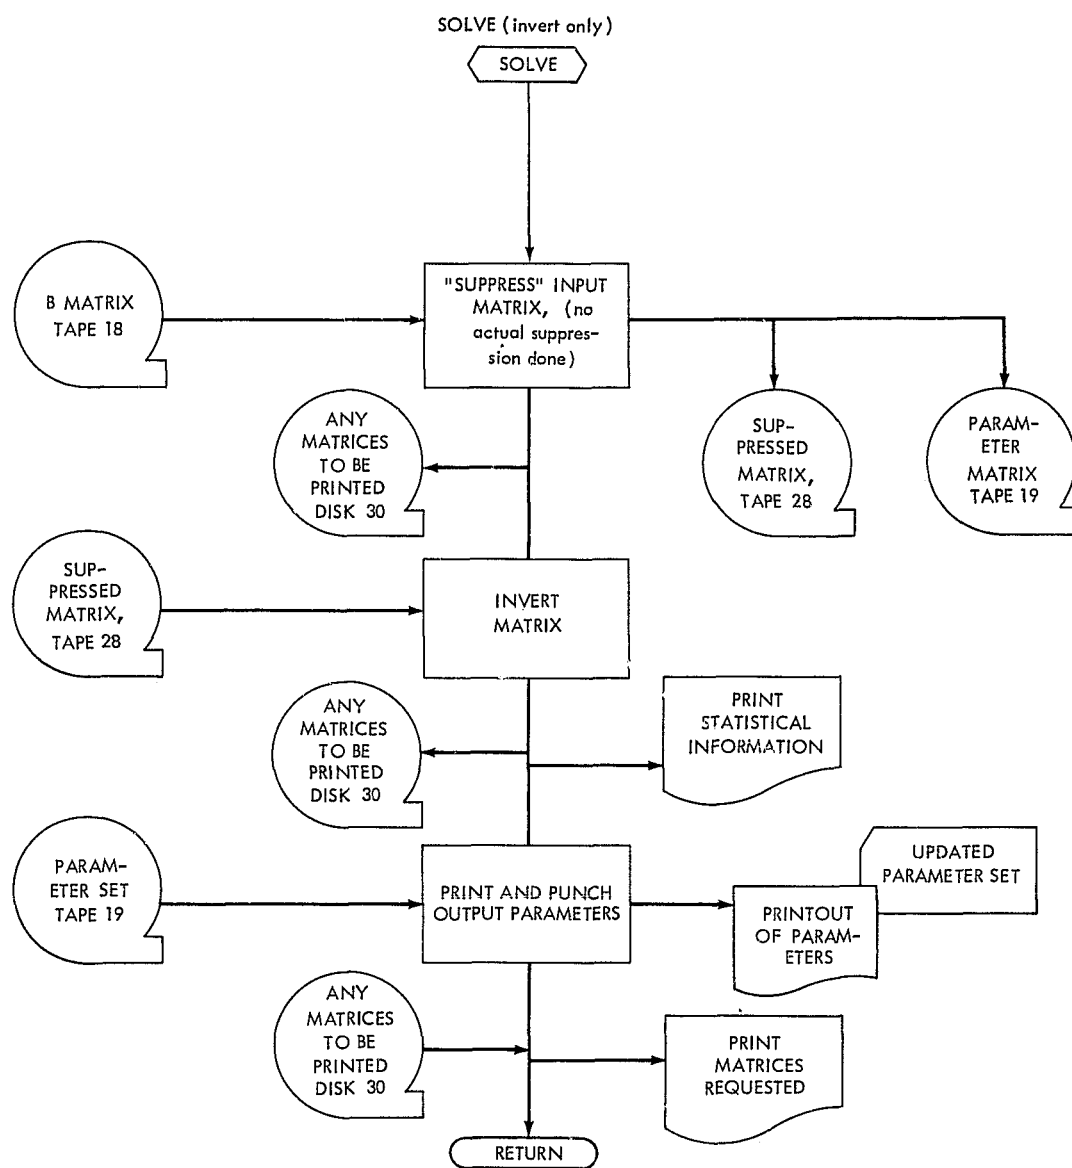 SOLVE (invert only)
SOLVE
"SUPPRESS" INPUT
MATRIX, (no
actual suppres-
sion done)
B MATRIX
TAPE 18
ANY
MATRICES
TO BE
PRINTED
DISK 30
SUP-
PRESSED
MATRIX,
TAPE 28
PARAM-
ETER
MATRIX
TAPE 19
SUP-
PRESSED
MATRIX,
TAPE 28
INVERT
MATRIX
ANY
MATRICES
TO BE
PRINTED
DISK 30
PRINT
STATISTICAL
INFORMATION
PARAM-
ETER SET
TAPE 19
PRINT AND PUNCH
OUTPUT PARAMETERS
UPDATED
PARAMETER SET
PRINTOUT
OF PARAM-
ETERS
ANY
MATRICES
TO BE
PRINTED
DISK 30
PRINT
MATRICES
REQUESTED
RETURN